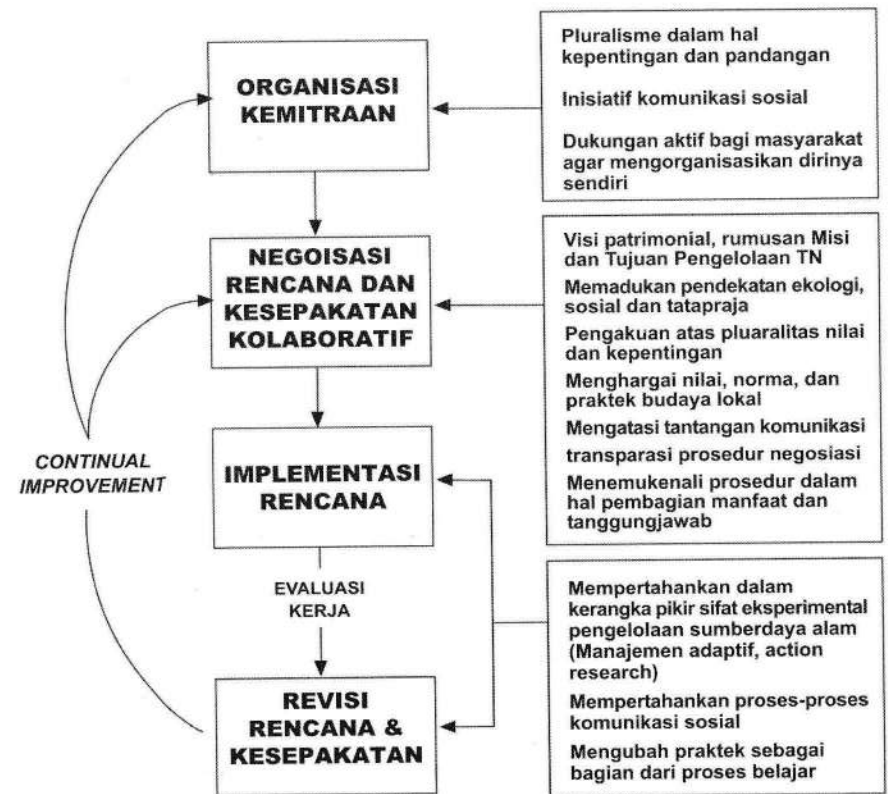 ORGANISASI
KEMITRAAN
Pluralisme dalam hal
kepentingan dan pandangan
Inisiatif komunikasi sosial
Dukungan aktif bagi masyarakat
agar mengorganisasikan dirinya
sendiri
NEGOISASI
RENCANA DAN
KESEPAKATAN
KOLABORATIF
Visi patrimonial, rumusan Misi
dan Tujuan Pengelolaan TN
Memadukan pendekatan ekologi,
sosial dan tatapraja
Pengakuan atas pluaralitas nilai
dan kepentingan
Menghargai nilai, norma, dan
praktek budaya lokal
Mengatasi tantangan komunikasi
transparasi prosedur negosiasi
Menemukenali prosedur dalam
hal pembagian manfaat dan
tanggungjawab
CONTINUAL
IMPROVEMENT
IMPLEMENTASI
RENCANA
EVALUASI
KERJA
REVISI
RENCANA &
KESEPAKATAN
Mempertahankan dalam
kerangka pikir sifat eksperimental
pengelolaan sumberdaya alam
(Manajemen adaptif, action
research)
Mempertahankan proses-proses
komunikasi sosial
Mengubah praktek sebagai
bagian dari proses belajar